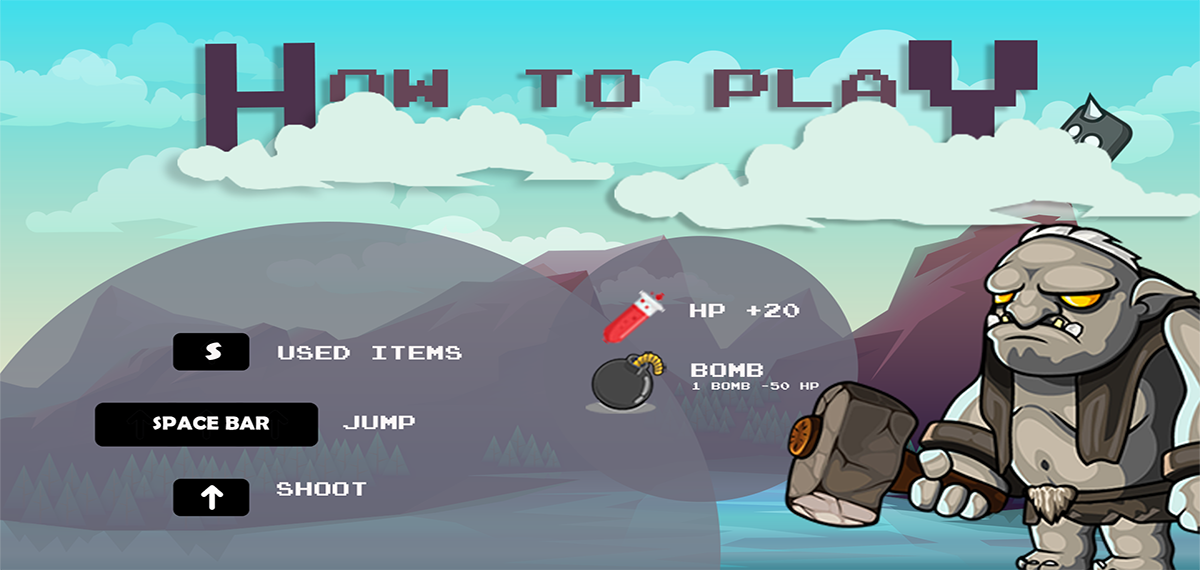 How to play
S USED ITEMS
SPACE BAR JUMP
↑ SHOOT
HP +20
BOMB
1 BOMB -50 HP